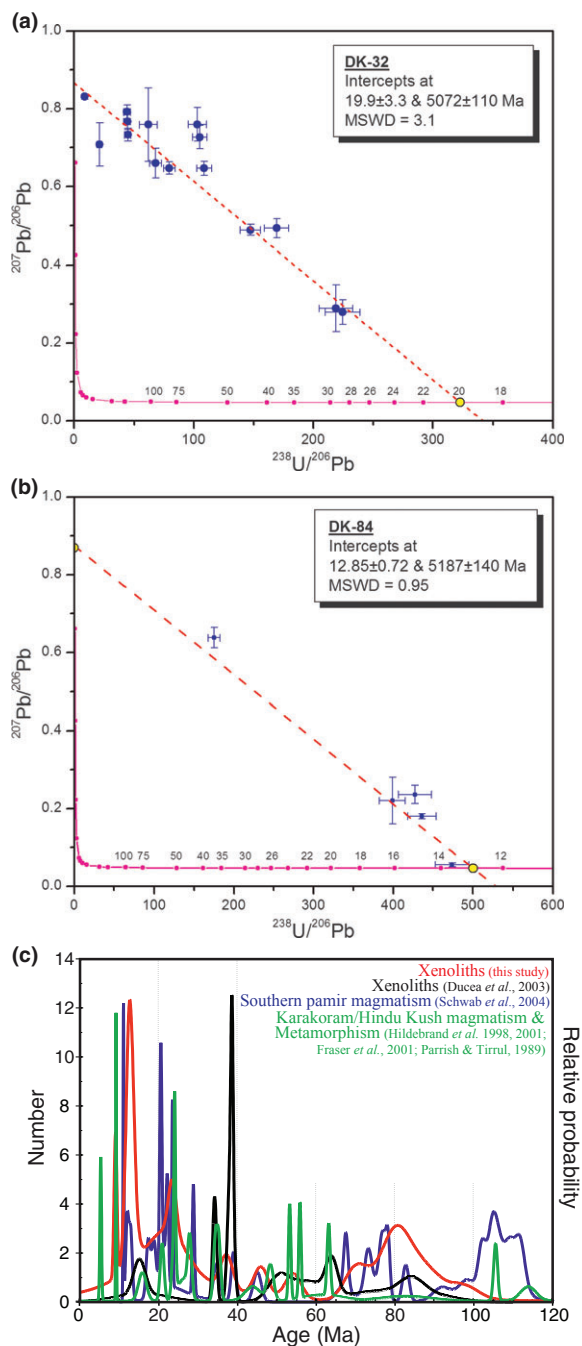 (a)
1.0
0.8
0.6
0.4
0.2
0.0
²⁰⁷Pb/²⁰⁶Pb
DK-32
Intercepts at
19.9±3.3 & 5072±110 Ma
MSWD = 3.1
100 75 50 40 35 30 28 26 24 22 20 18
0 100 200 300 400
²³⁸U/²⁰⁶Pb
(b)
1.0
0.8
0.6
0.4
0.2
0.0
²⁰⁷Pb/²⁰⁶Pb
DK-84
Intercepts at
12.85±0.72 & 5187±140 Ma
MSWD = 0.95
100 75 50 40 35 30 26 22 20 18 16 14 12
0 100 200 300 400 500 600
²³⁸U/²⁰⁶Pb
(c)
14
12
10
8
6
4
2
0
Number
Xenoliths (this study)
Xenoliths (Ducea et al., 2003)
Southern pamir magmatism (Schwab et al., 2004)
Karakoram/Hindu Kush magmatism &
Metamorphism (Hildebrand et al. 1998, 2001;
Fraser et al., 2001; Parrish & Tirrul, 1989)
Relative probability
0 20 40 60 80 100 120
Age (Ma)